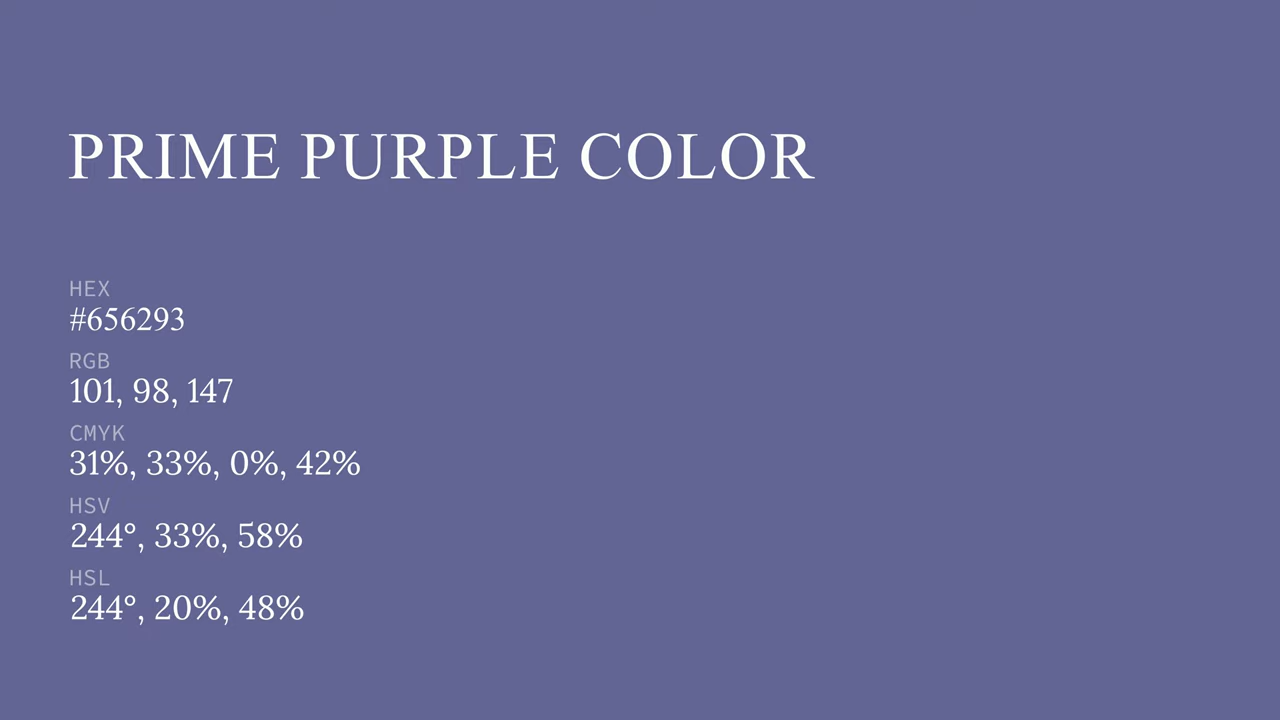 PRIME PURPLE COLOR
HEX
#656293
RGB
101, 98, 147
CMYK
31%, 33%, 0%, 42%
HSV
244°, 33%, 58%
HSL
244°, 20%, 48%